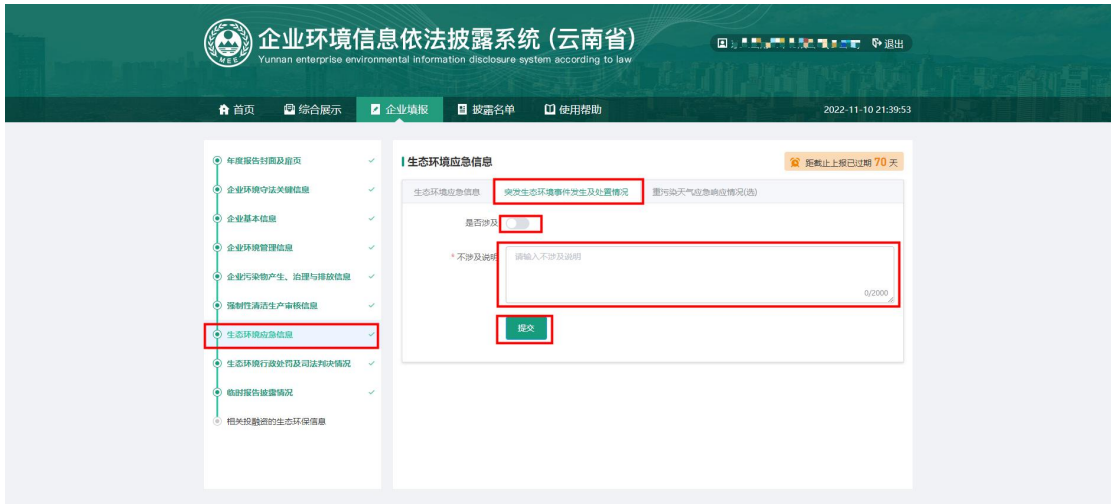 企业环境信息依法披露系统 (云南省)
Yunnan enterprise environmental information disclosure system according to law
MEE
退出
首页 综合展示 企业填报 披露名单 使用帮助 2022-11-10 21:39:53
年度报告封面及扉页
企业环境守法关键信息
企业基本信息
企业环境管理信息
企业污染物产生、治理与排放信息
强制性清洁生产审核信息
生态环境应急信息
生态环境行政处罚及司法判决情况
临时报告披露情况
相关投融资的生态环保信息
生态环境应急信息
距截止上报已过期 70 天
生态环境应急信息 突发生态环境事件发生及处置情况 重污染天气应急响应情况(选)
是否涉及
* 不涉及说明 请输入不涉及说明
0/2000
提交